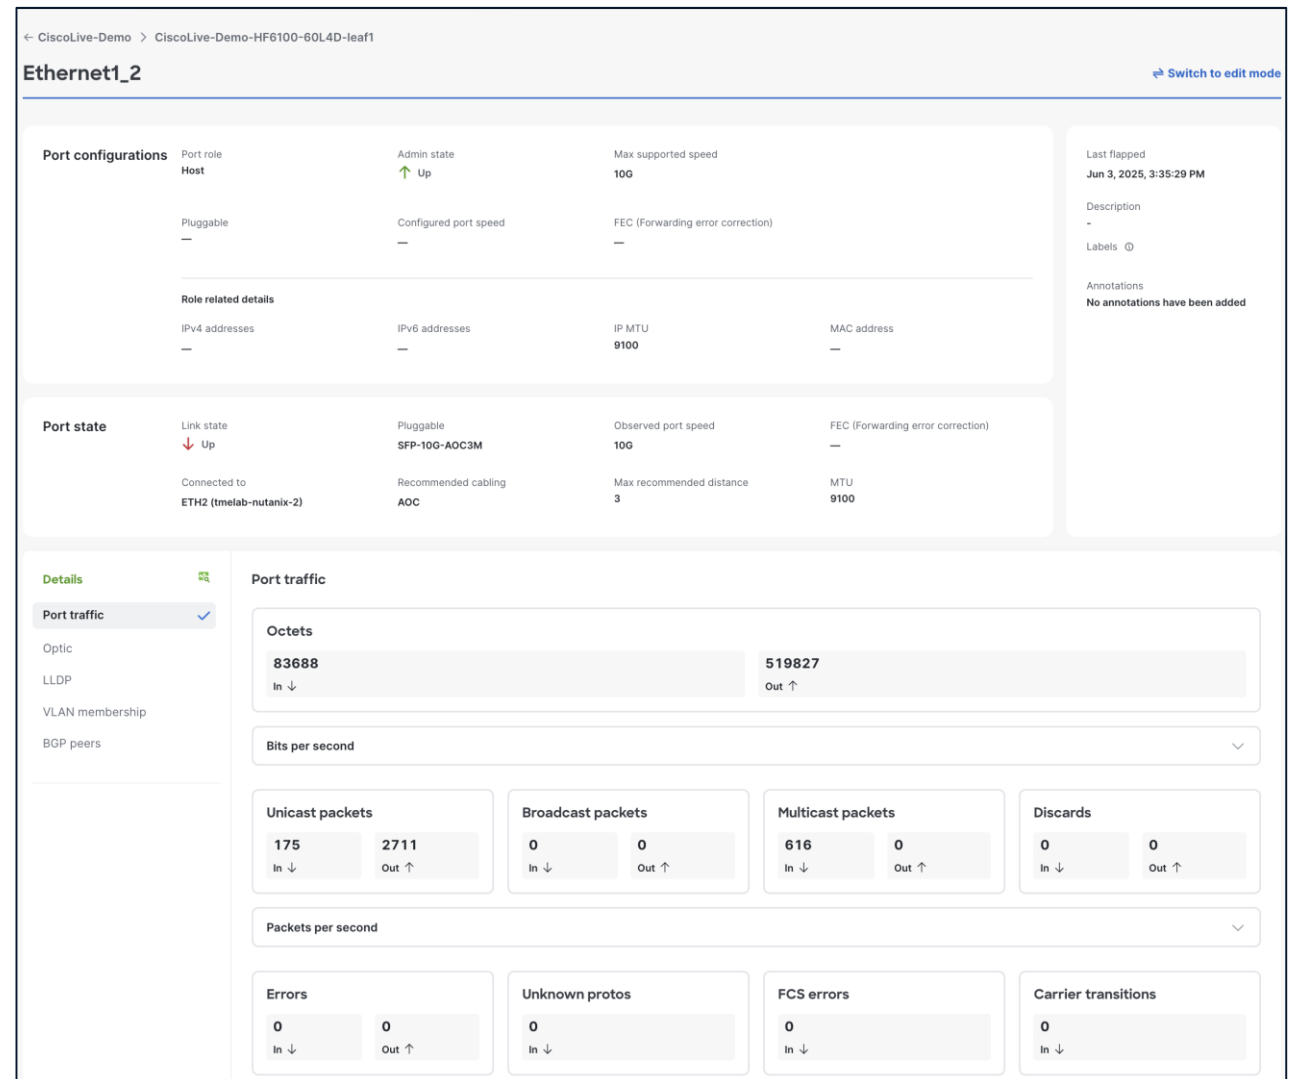 ← CiscoLive-Demo > CiscoLive-Demo-HF6100-60L4D-leaf1
Ethernet1_2
⇌ Switch to edit mode
Port configurations
Port role
Host
Admin state
↑ Up
Max supported speed
10G
Pluggable
—
Configured port speed
—
FEC (Forwarding error correction)
—
Role related details
IPv4 addresses
—
IPv6 addresses
—
IP MTU
9100
MAC address
—
Last flapped
Jun 3, 2025, 3:35:29 PM
Description
-
Labels
Annotations
No annotations have been added
Port state
Link state
↓ Up
Pluggable
SFP-10G-AOC3M
Observed port speed
10G
FEC (Forwarding error correction)
—
Connected to
ETH2 (tmelab-nutanix-2)
Recommended cabling
AOC
Max recommended distance
3
MTU
9100
Details
Port traffic
Optic
LLDP
VLAN membership
BGP peers
Port traffic
Octets
83688
In ↓
519827
Out ↑
Bits per second
Unicast packets
175
In ↓
2711
Out ↑
Broadcast packets
0
In ↓
0
Out ↑
Multicast packets
616
In ↓
0
Out ↑
Discards
0
In ↓
0
Out ↑
Packets per second
Errors
0
In ↓
0
Out ↑
Unknown protos
0
In ↓
FCS errors
0
In ↓
Carrier transitions
0
In ↓